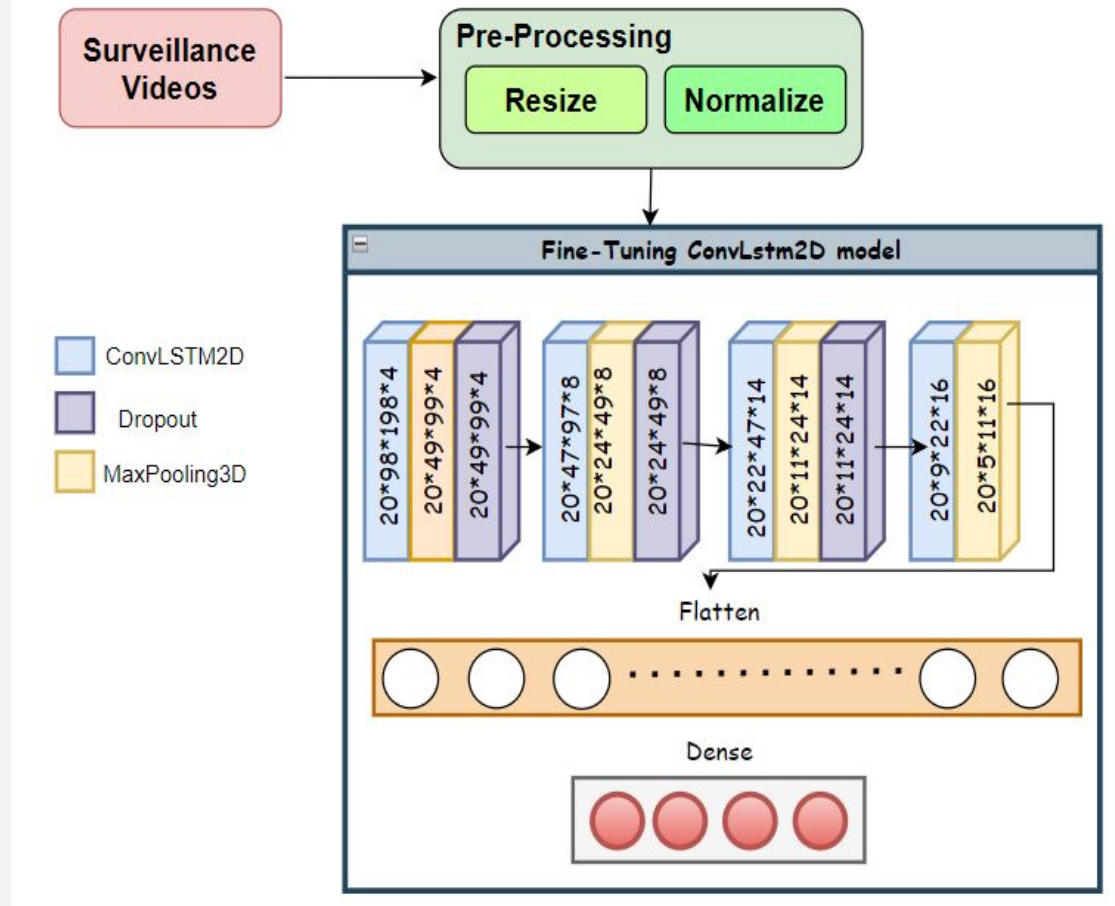 Surveillance
Videos
Pre-Processing
Resize
Normalize
Fine-Tuning ConvLstm2D model
ConvLSTM2D
Dropout
MaxPooling3D
20*98*198*4
20*49*99*4
20*49*99*4
20*47*97*8
20*24*49*8
20*24*49*8
20*22*47*14
20*11*24*14
20*11*24*14
20*9*22*16
20*5*11*16
Flatten
Dense